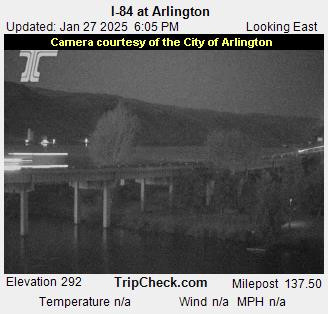 I-84 at Arlington
Updated: Jan 27 2025 6:05 PM Looking East
Camera courtesy of the City of Arlington
Elevation 292 TripCheck.com Milepost 137.50
Temperature n/a Wind n/a MPH n/a